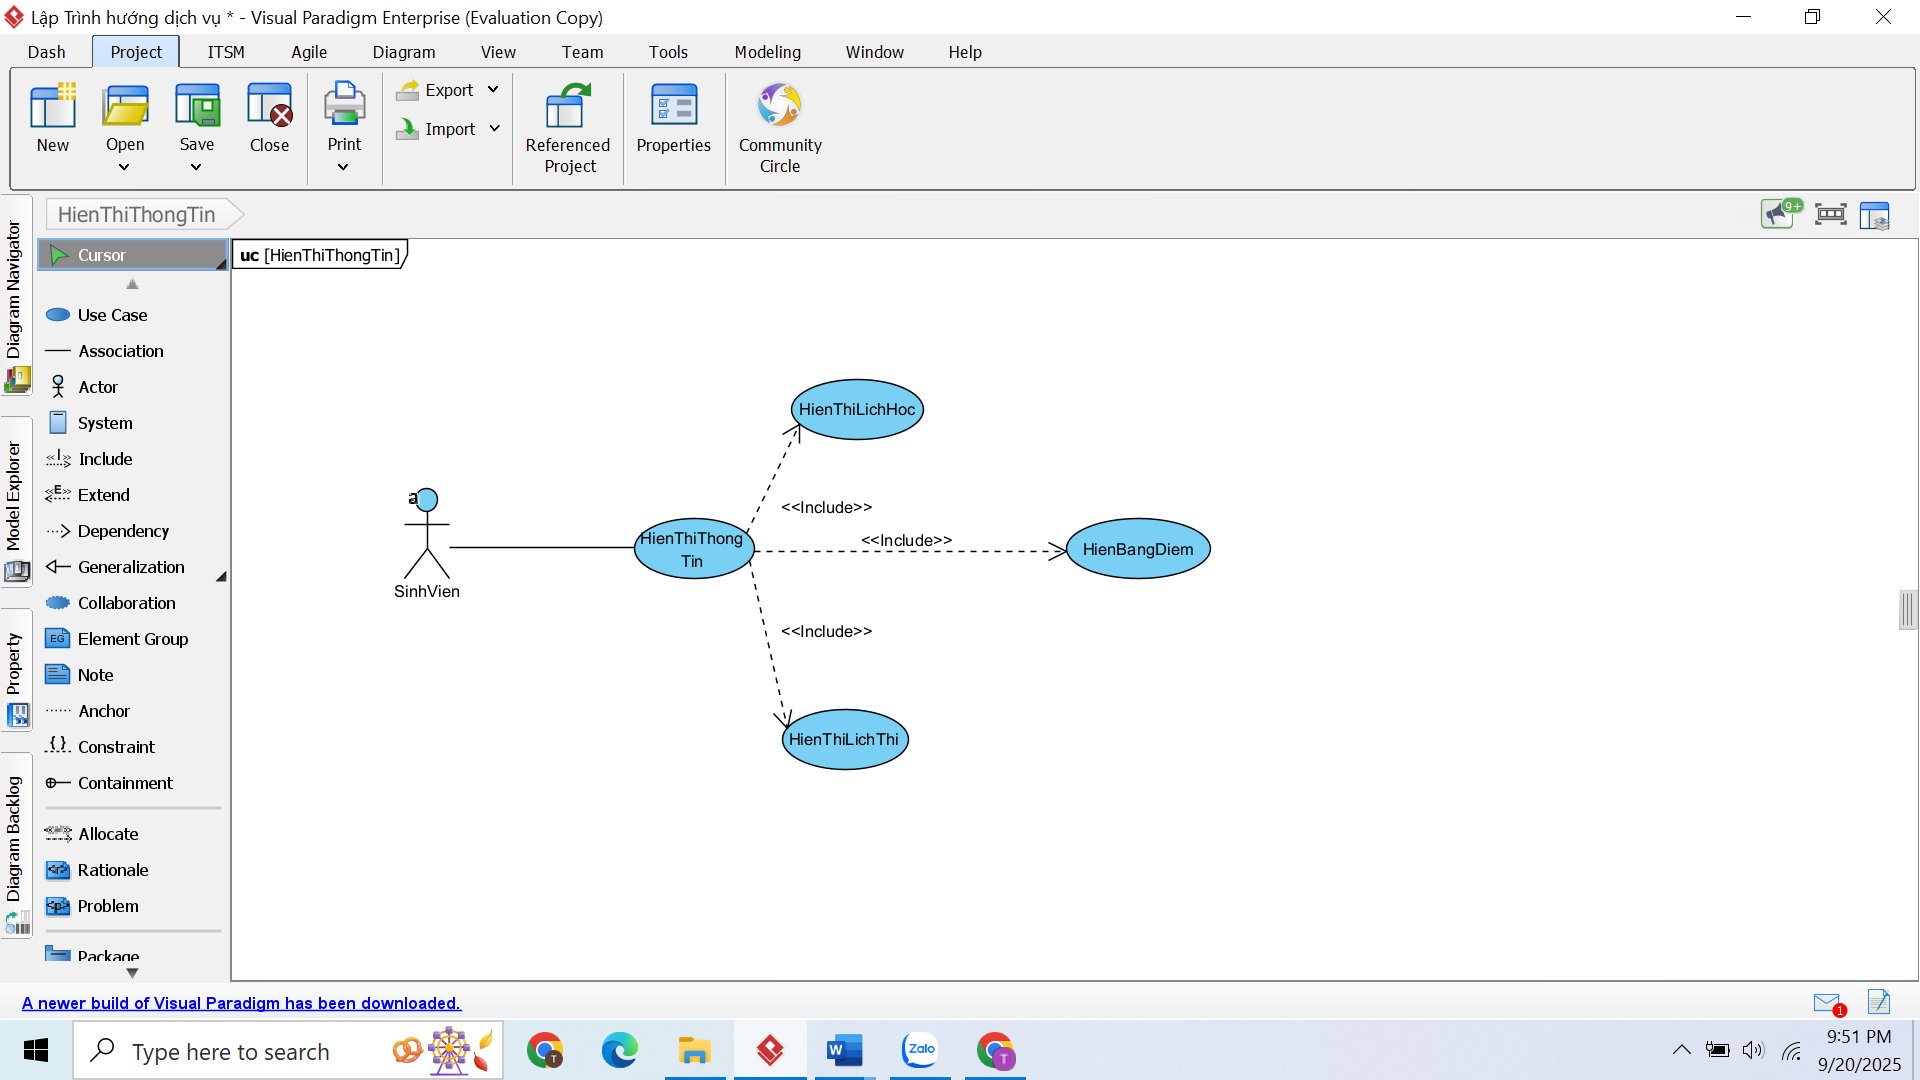 Lập Trình hướng dịch vụ * - Visual Paradigm Enterprise (Evaluation Copy)
Dash
Project
ITSM
Agile
Diagram
View
Team
Tools
Modeling
Window
Help
New
Open
Save
Close
Print
Export
Import
Referenced
Project
Properties
Community
Circle
HienThiThongTin
9+
Diagram Navigator
Model Explorer
Property
Diagram Backlog
Cursor
Use Case
Association
Actor
System
<<I>>
Include
<<E>>
Extend
Dependency
Generalization
Collaboration
EG
Element Group
Note
Anchor
Constraint
Containment
Allocate
<r>
Rationale
<p>
Problem
Package
uc [HienThiThongTin]
HienThiLichHoc
a
SinhVien
HienThiThong
Tin
<<Include>>
<<Include>>
HienBangDiem
<<Include>>
HienThiLichThi
A newer build of Visual Paradigm has been downloaded.
1
Type here to search
T
W
Zalo
T
9:51 PM
9/20/2025